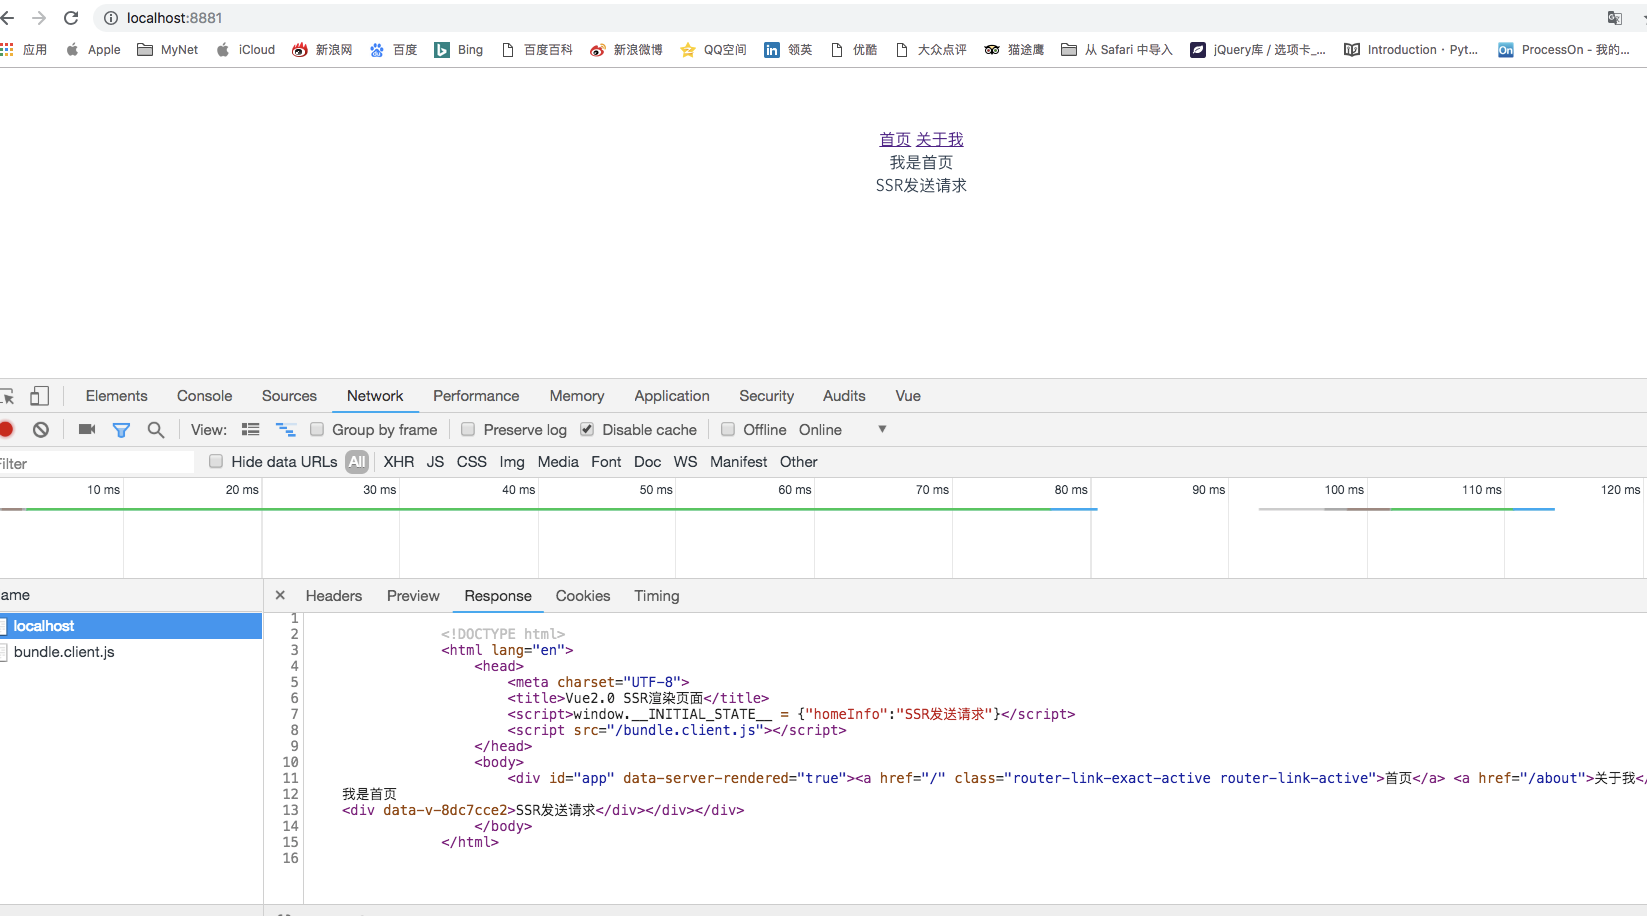 localhost:8881
应用 Apple MyNet iCloud 新浪网 百度 Bing 百度百科 新浪微博 QQ空间 领英 优酷 大众点评 猫途鹰 从 Safari 中导入 jQuery库 / 选项卡_... Introduction · Pyt... ProcessOn - 我的...
首页 关于我
我是首页
SSR发送请求
Elements Console Sources Network Performance Memory Application Security Audits Vue
View: Group by frame Preserve log Disable cache Offline Online
ilter Hide data URLs All XHR JS CSS Img Media Font Doc WS Manifest Other
10 ms 20 ms 30 ms 40 ms 50 ms 60 ms 70 ms 80 ms 90 ms 100 ms 110 ms 120 ms
ame × Headers Preview Response Cookies Timing
localhost
bundle.client.js
1
2 <!DOCTYPE html>
3 <html lang="en">
4 <head>
5 <meta charset="UTF-8">
6 <title>Vue2.0 SSR渲染页面</title>
7 <script>window.__INITIAL_STATE__ = {"homeInfo":"SSR发送请求"}</script>
8 <script src="/bundle.client.js"></script>
9 </head>
10 <body>
11 <div id="app" data-server-rendered="true"><a href="/" class="router-link-exact-active router-link-active">首页</a> <a href="/about">关于我</
12 我是首页
13 <div data-v-8dc7cce2>SSR发送请求</div></div></div>
14 </body>
15 </html>
16